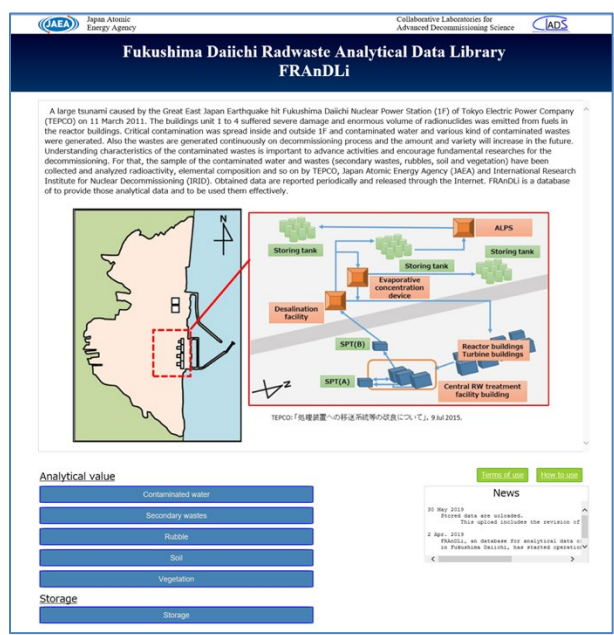 JAEA
Japan Atomic
Energy Agency
Collaborative Laboratories for
Advanced Decommissioning Science
CLADS
Fukushima Daiichi Radwaste Analytical Data Library
FRAnDLi
A large tsunami caused by the Great East Japan Earthquake hit Fukushima Daiichi Nuclear Power Station (1F) of Tokyo Electric Power Company
(TEPCO) on 11 March 2011. The buildings unit 1 to 4 suffered severe damage and enormous volume of radionuclides was emitted from fuels in
the reactor buildings. Critical contamination was spread inside and outside 1F and contaminated water and various kind of contaminated wastes
were generated. Also the wastes are generated continuously on decommissioning process and the amount and variety will increase in the future.
Understanding characteristics of the contaminated wastes is important to advance activities and encourage fundamental researches for the
decommissioning. For that, the sample of the contaminated water and wastes (secondary wastes, rubbles, soil and vegetation) have been
collected and analyzed radioactivity, elemental composition and so on by TEPCO, Japan Atomic Energy Agency (JAEA) and International Research
Institute for Nuclear Decommissioning (IRID). Obtained data are reported periodically and released through the Internet. FRAnDLi is a database
of to provide those analytical data and to be used them effectively.
N
ALPS
Storing tank
Storing tank
Storing tank
Evaporative
concentration
device
Desalination
facility
SPT(B)
Reactor buildings
Turbine buildings
SPT(A)
Central RW treatment
facility building
N
TEPCO:「処理装置への移送系統等の改良について」, 9 Jul 2015.
Analytical value
Terms of use
How to use
Contaminated water
Secondary wastes
Rubble
Soil
Vegetation
News
30 May 2019
Stored data are uploaded.
This upload includes the revision of
2 Apr. 2019
FRAnDLi, an database for analytical data
in Fukushima Daiichi, has started operation
Storage
Storage